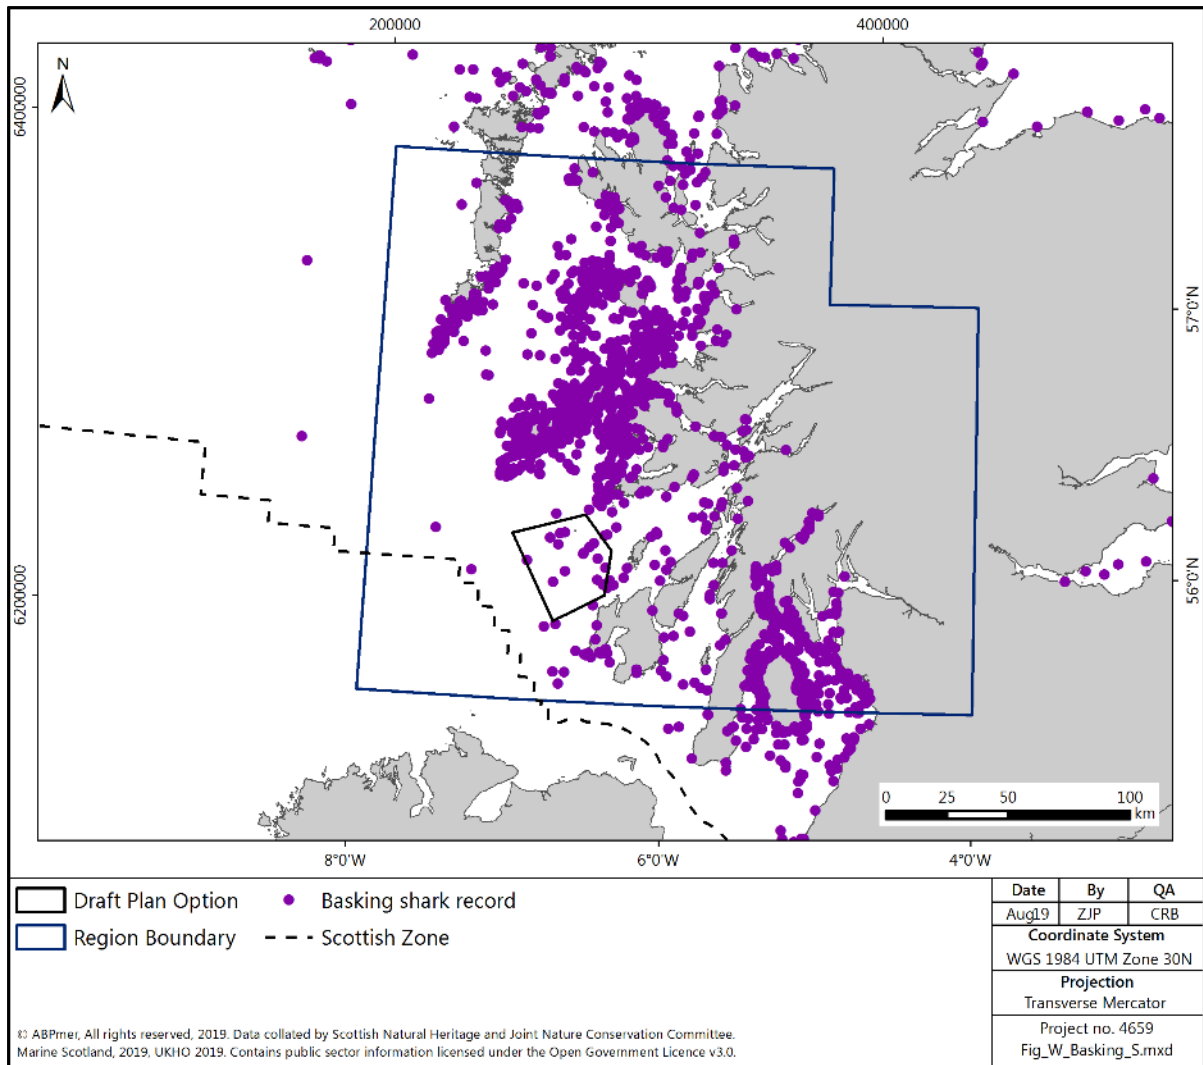 200000 400000
N
6400000
57°0'N
6200000
56°0'N
0 25 50 100
km
8°0'W 6°0'W 4°0'W
Draft Plan Option Basking shark record
Region Boundary Scottish Zone
Date By QA
Aug19 ZJP CRB
Coordinate System
WGS 1984 UTM Zone 30N
Projection
Transverse Mercator
Project no. 4659
Fig_W_Basking_S.mxd
© ABPmer, All rights reserved, 2019. Data collated by Scottish Natural Heritage and Joint Nature Conservation Committee.
Marine Scotland, 2019, UKHO 2019. Contains public sector information licensed under the Open Government Licence v3.0.